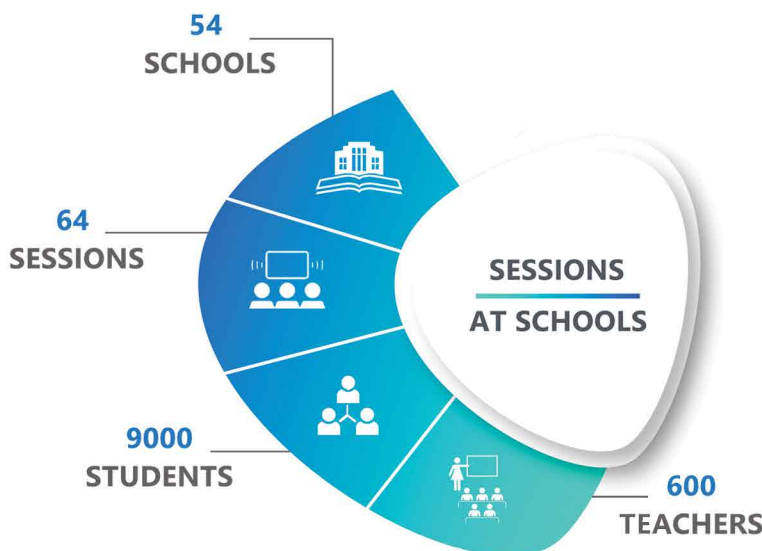 54
SCHOOLS
64
SESSIONS
SESSIONS
AT SCHOOLS
9000
STUDENTS
600
TEACHERS